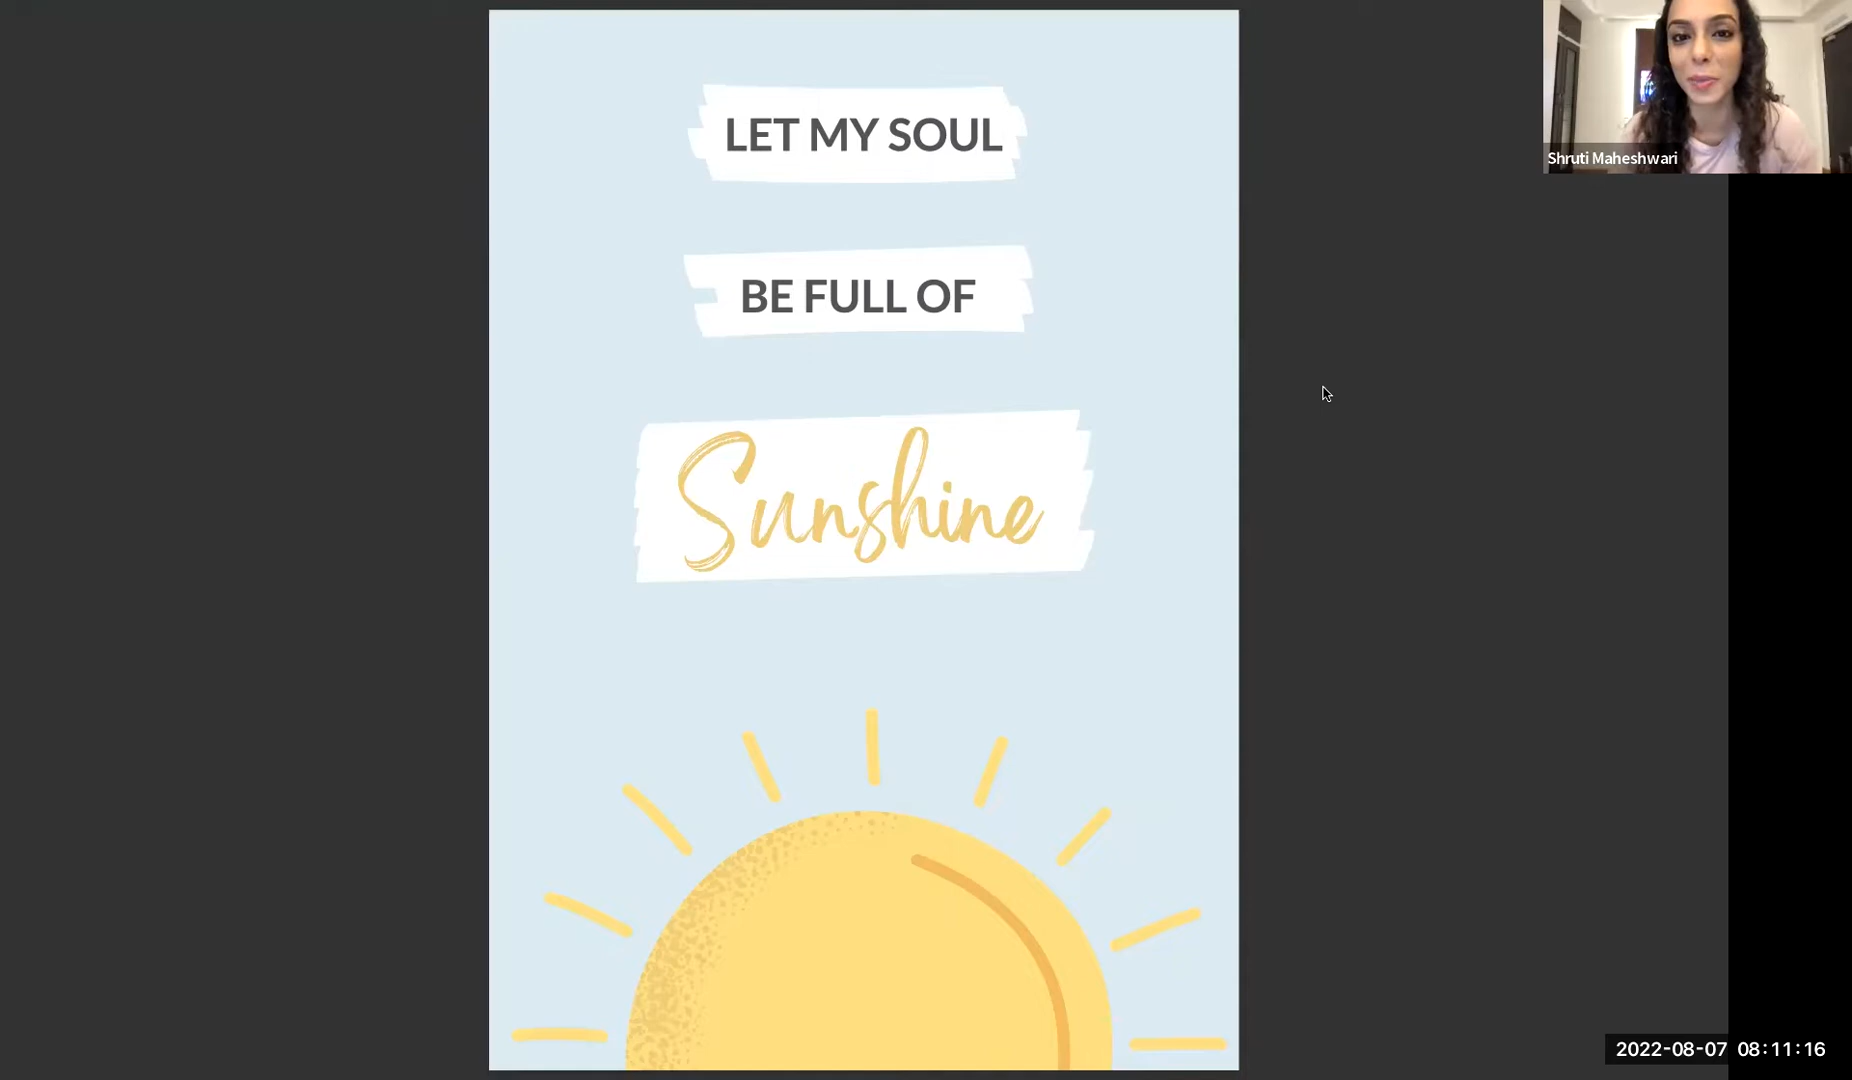 LET MY SOUL
BE FULL OF
Sunshine
Shruti Maheshwari
2022-08-07 08:11:16